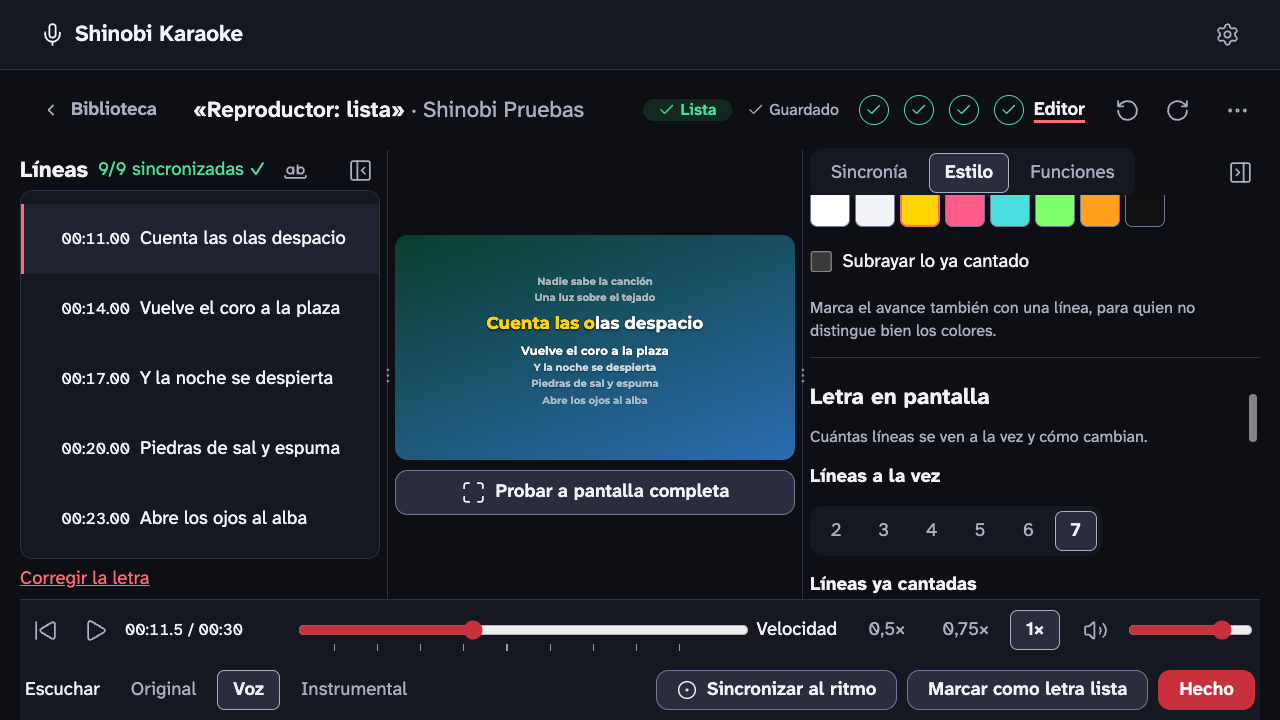 Shinobi Karaoke
Biblioteca
«Reproductor: lista» · Shinobi Pruebas
Lista
Guardado
Editor
Líneas
9/9 sincronizadas
ab
00:11.00 Cuenta las olas despacio
00:14.00 Vuelve el coro a la plaza
00:17.00 Y la noche se despierta
00:20.00 Piedras de sal y espuma
00:23.00 Abre los ojos al alba
Corregir la letra
Nadie sabe la canción
Una luz sobre el tejado
Cuenta las olas despacio
Vuelve el coro a la plaza
Y la noche se despierta
Piedras de sal y espuma
Abre los ojos al alba
Probar a pantalla completa
Sincronía
Estilo
Funciones
Subrayar lo ya cantado
Marca el avance también con una línea, para quien no
distingue bien los colores.
Letra en pantalla
Cuántas líneas se ven a la vez y cómo cambian.
Líneas a la vez
2 3 4 5 6 7
Líneas ya cantadas
00:11.5 / 00:30
Velocidad
0,5×
0,75×
1×
Escuchar
Original
Voz
Instrumental
Sincronizar al ritmo
Marcar como letra lista
Hecho